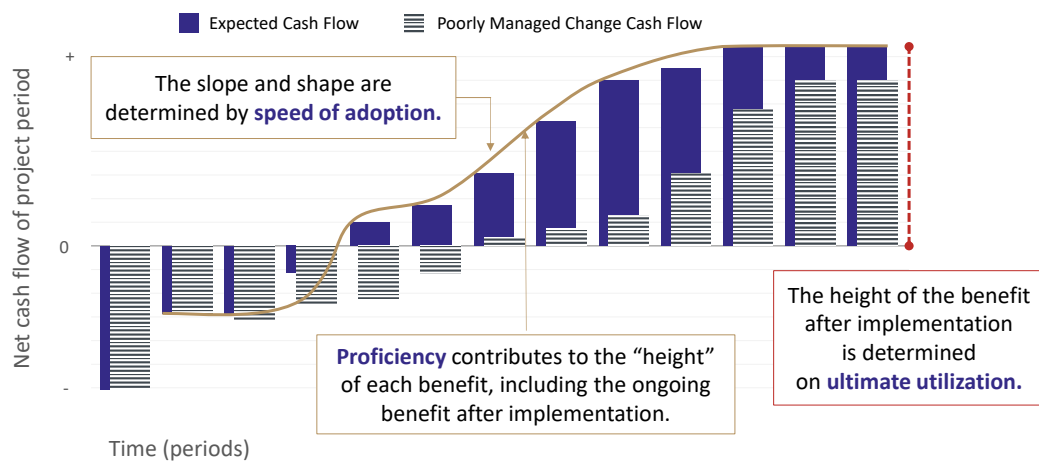 Expected Cash Flow
Poorly Managed Change Cash Flow
Net cash flow of project period
+
0
-
The slope and shape are
determined by speed of adoption.
Proficiency contributes to the “height”
of each benefit, including the ongoing
benefit after implementation.
The height of the benefit
after implementation
is determined
on ultimate utilization.
Time (periods)